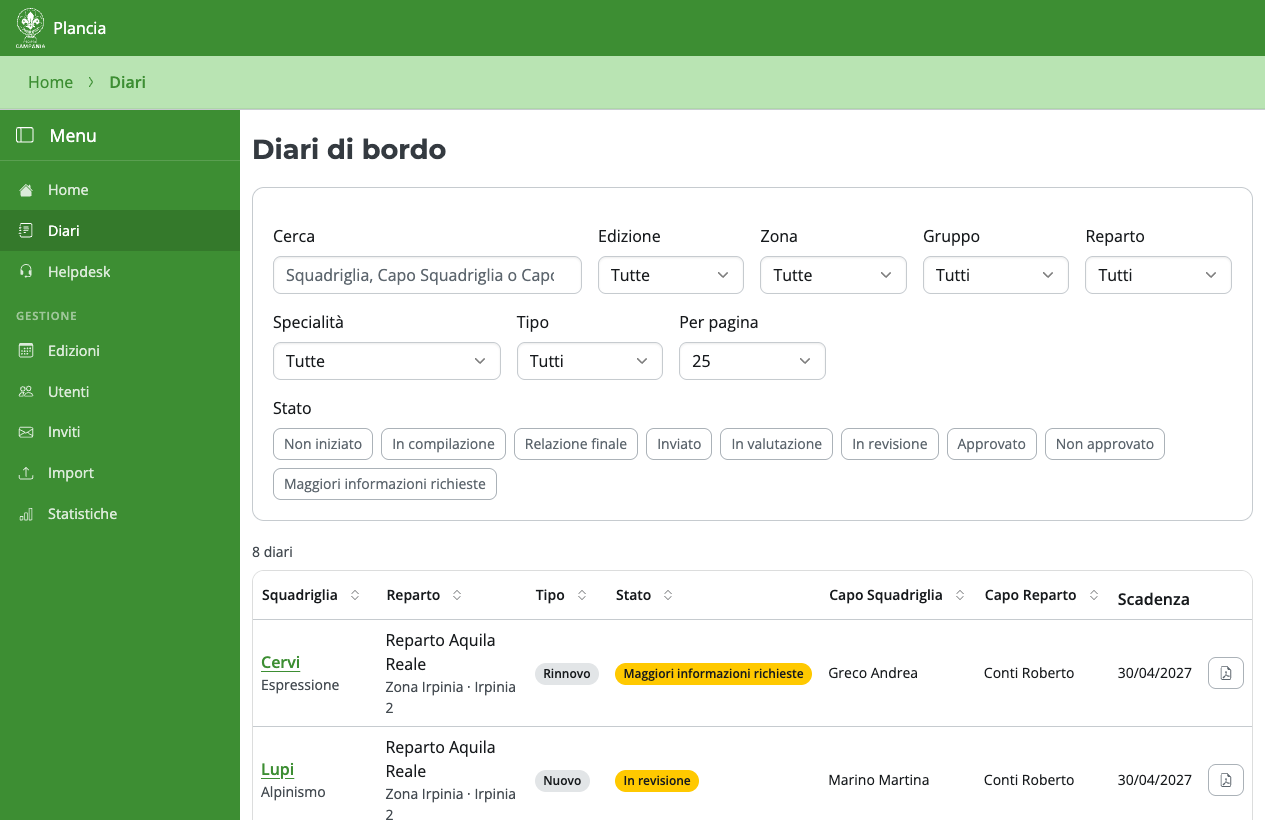 CAMPANIA
Plancia
Home > Diari
Menu
Home
Diari
Helpdesk
GESTIONE
Edizioni
Utenti
Inviti
Import
Statistiche
Diari di bordo
Cerca Edizione Zona Gruppo Reparto
Squadriglia, Capo Squadriglia o Capo Tutte Tutte Tutti Tutti
Specialità Tipo Per pagina
Tutte Tutti 25
Stato
Non iniziato In compilazione Relazione finale Inviato In valutazione In revisione Approvato Non approvato
Maggiori informazioni richieste
8 diari
Squadriglia Reparto Tipo Stato Capo Squadriglia Capo Reparto Scadenza
Cervi
Espressione
Reparto Aquila
Reale
Zona Irpinia · Irpinia
2
Rinnovo Maggiori informazioni richieste Greco Andrea Conti Roberto 30/04/2027
Lupi
Alpinismo
Reparto Aquila
Reale
Zona Irpinia · Irpinia
2
Nuovo In revisione Marino Martina Conti Roberto 30/04/2027